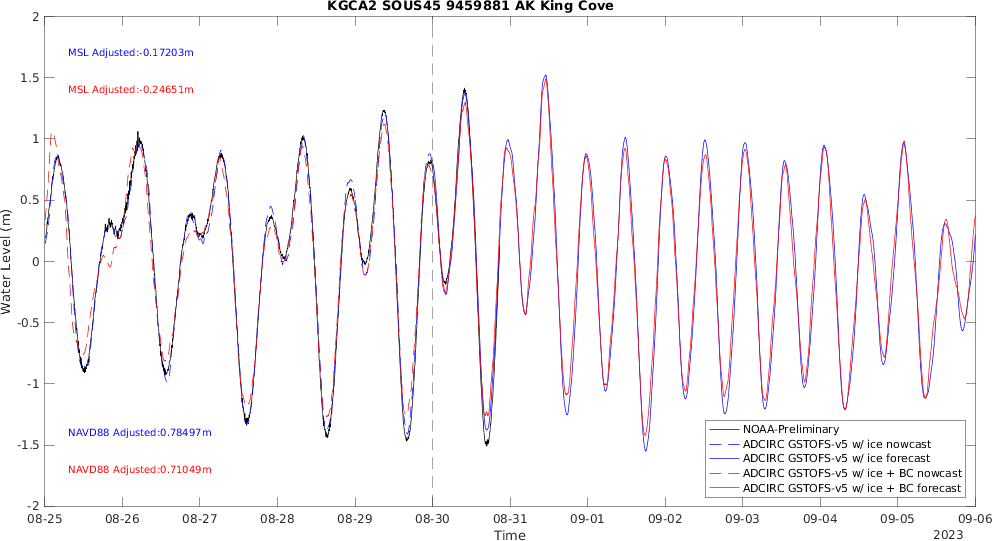 KGCA2 SOUS45 9459881 AK King Cove
2
1.5
1
0.5
0
-0.5
-1
-1.5
-2
Water Level (m)
MSL Adjusted:-0.17203m
MSL Adjusted:-0.24651m
NAVD88 Adjusted:0.78497m
NAVD88 Adjusted:0.71049m
NOAA-Preliminary
ADCIRC GSTOFS-v5 w/ ice nowcast
ADCIRC GSTOFS-v5 w/ ice forecast
ADCIRC GSTOFS-v5 w/ ice + BC nowcast
ADCIRC GSTOFS-v5 w/ ice + BC forecast
08-25 08-26 08-27 08-28 08-29 08-30 08-31 09-01 09-02 09-03 09-04 09-05 09-06
Time
2023